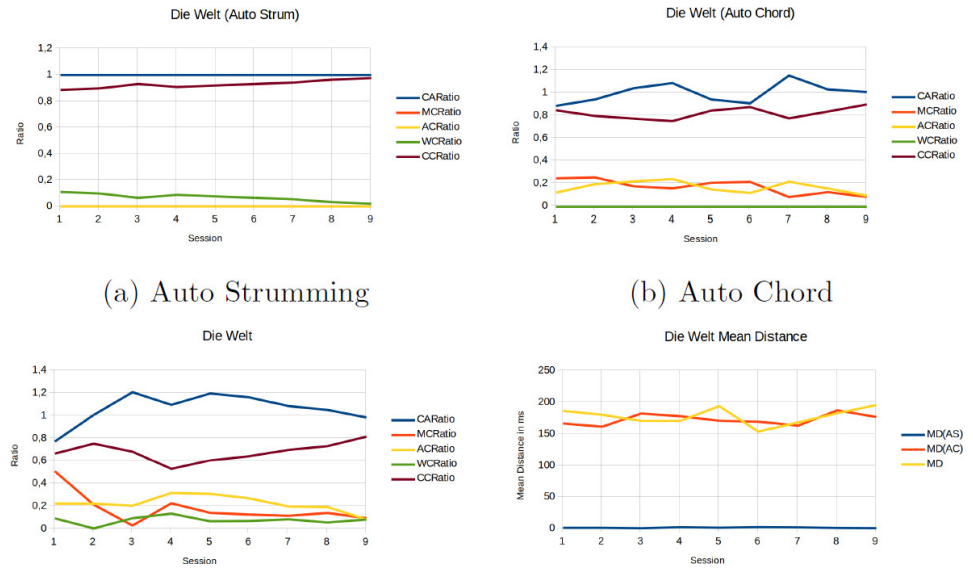 Die Welt (Auto Strum)
1,2
1
0,8
0,6
0,4
0,2
0
Ratio
1 2 3 4 5 6 7 8 9
Session
CARatio
MCRatio
ACRatio
WCRatio
CCRatio
(a) Auto Strumming
Die Welt (Auto Chord)
1,4
1,2
1
0,8
0,6
0,4
0,2
0
Ratio
1 2 3 4 5 6 7 8 9
Session
CARatio
MCRatio
ACRatio
WCRatio
CCRatio
(b) Auto Chord
Die Welt
1,4
1,2
1
0,8
0,6
0,4
0,2
0
Ratio
1 2 3 4 5 6 7 8 9
Session
CARatio
MCRatio
ACRatio
WCRatio
CCRatio
Die Welt Mean Distance
250
200
150
100
50
0
Mean Distance in ms
1 2 3 4 5 6 7 8 9
Session
MD(AS)
MD(AC)
MD